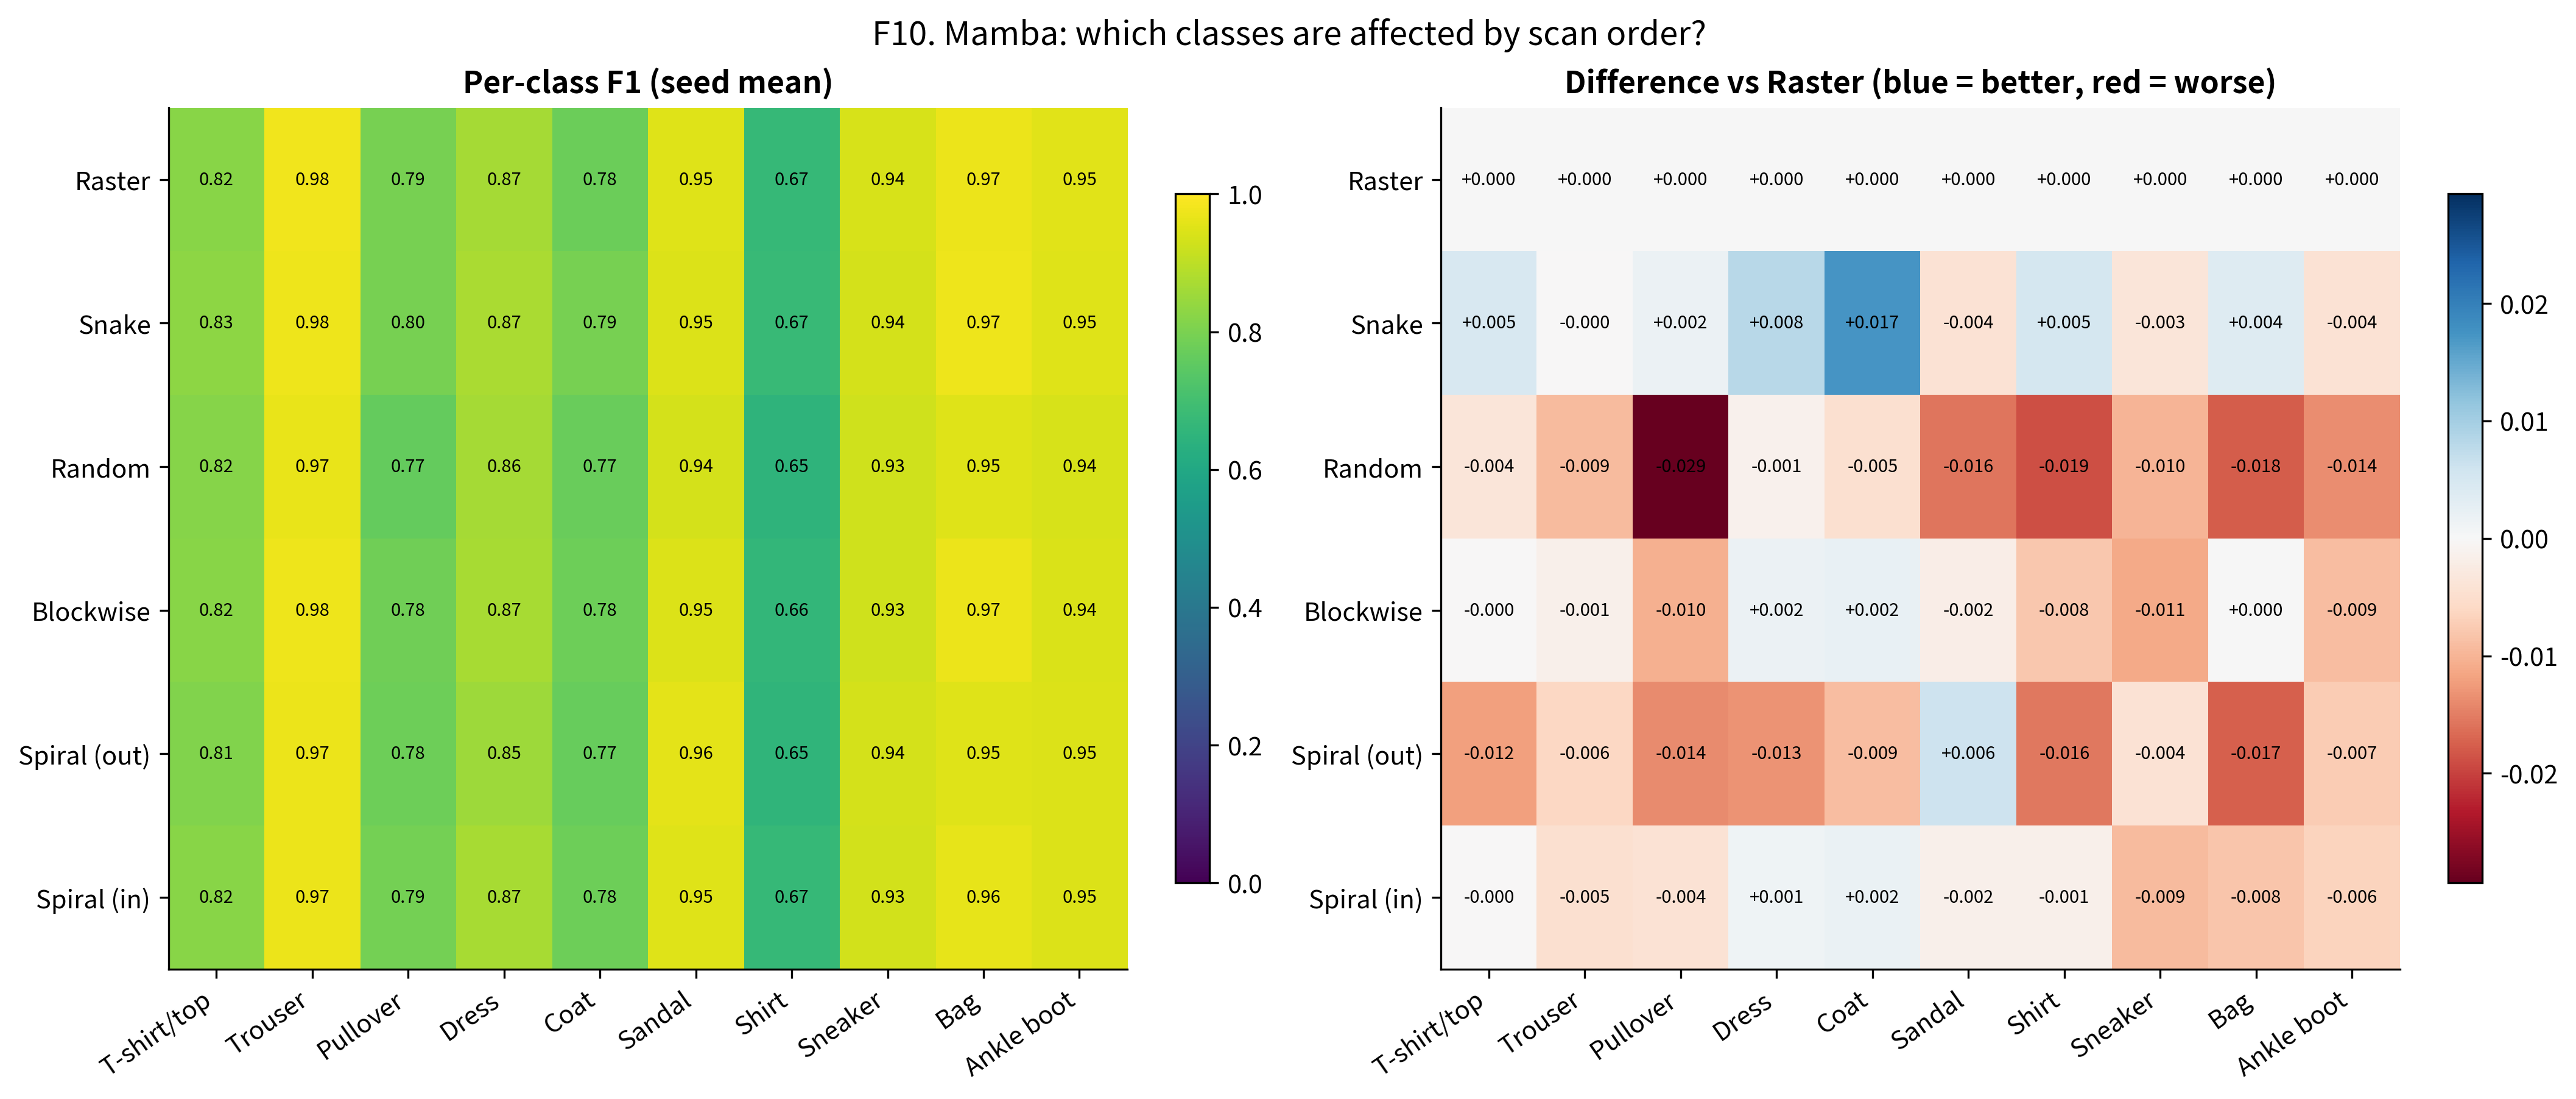 F10. Mamba: which classes are affected by scan order?
Per-class F1 (seed mean)
Raster 0.82 0.98 0.79 0.87 0.78 0.95 0.67 0.94 0.97 0.95
Snake 0.83 0.98 0.80 0.87 0.79 0.95 0.67 0.94 0.97 0.95
Random 0.82 0.97 0.77 0.86 0.77 0.94 0.65 0.93 0.95 0.94
Blockwise 0.82 0.98 0.78 0.87 0.78 0.95 0.66 0.93 0.97 0.94
Spiral (out) 0.81 0.97 0.78 0.85 0.77 0.96 0.65 0.94 0.95 0.95
Spiral (in) 0.82 0.97 0.79 0.87 0.78 0.95 0.67 0.93 0.96 0.95
T-shirt/top Trouser Pullover Dress Coat Sandal Shirt Sneaker Bag Ankle boot
1.0
0.8
0.6
0.4
0.2
0.0
Difference vs Raster (blue = better, red = worse)
Raster +0.000 +0.000 +0.000 +0.000 +0.000 +0.000 +0.000 +0.000 +0.000 +0.000
Snake +0.005 -0.000 +0.002 +0.008 +0.017 -0.004 +0.005 -0.003 +0.004 -0.004
Random -0.004 -0.009 -0.029 -0.001 -0.005 -0.016 -0.019 -0.010 -0.018 -0.014
Blockwise -0.000 -0.001 -0.010 +0.002 +0.002 -0.002 -0.008 -0.011 +0.000 -0.009
Spiral (out) -0.012 -0.006 -0.014 -0.013 -0.009 +0.006 -0.016 -0.004 -0.017 -0.007
Spiral (in) -0.000 -0.005 -0.004 +0.001 +0.002 -0.002 -0.001 -0.009 -0.008 -0.006
T-shirt/top Trouser Pullover Dress Coat Sandal Shirt Sneaker Bag Ankle boot
0.02
0.01
0.00
-0.01
-0.02